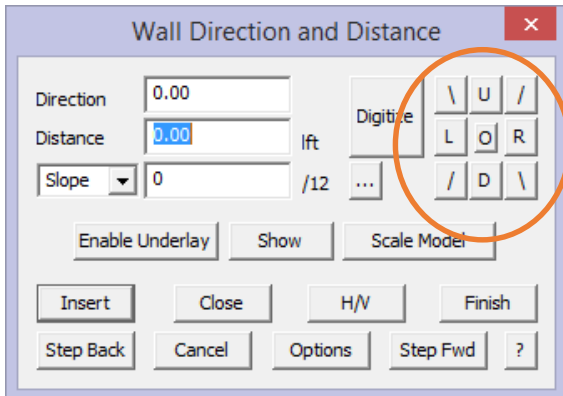 Wall Direction and Distance
Direction 0.00 Digitize \ U /
Distance 0.00 lft L O R
Slope 0 /12 ... / D \
Enable Underlay Show Scale Model
Insert Close H/V Finish
Step Back Cancel Options Step Fwd ?